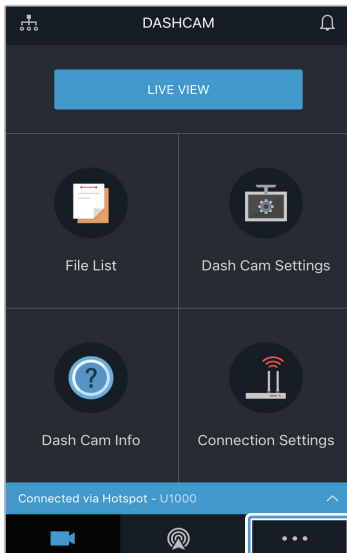 DASHCAM
LIVE VIEW
File List
Dash Cam Settings
Dash Cam Info
Connection Settings
Connected via Hotspot - U1000